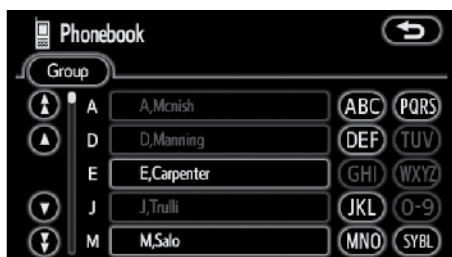 Phonebook
Group
A A,Mcnish ABC PQRS
D D,Manning DEF TUV
E E,Carpenter GHI WXYZ
J J,Trulli JKL 0-9
M M,Salo MNO SYBL